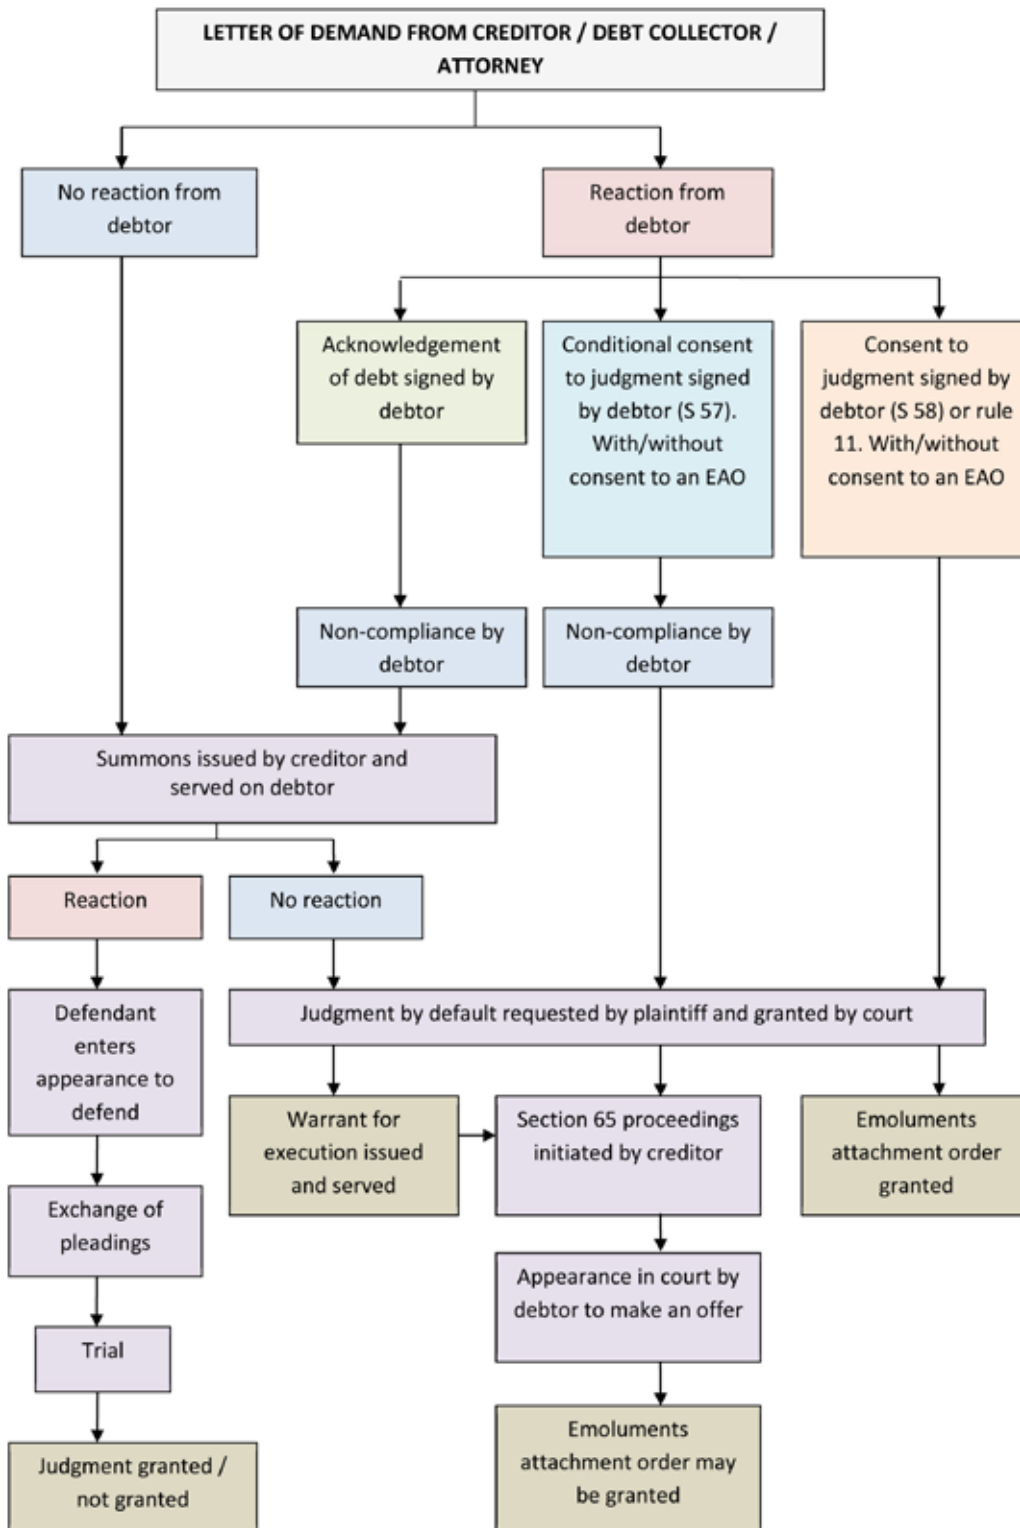 LETTER OF DEMAND FROM CREDITOR / DEBT COLLECTOR /
ATTORNEY
No reaction from
debtor
Reaction from
debtor
Acknowledgement
of debt signed by
debtor
Conditional consent
to judgment signed
by debtor (S 57).
With/without
consent to an EAO
Consent to
judgment signed by
debtor (S 58) or rule
11. With/without
consent to an EAO
Non-compliance by
debtor
Non-compliance by
debtor
Summons issued by creditor and
served on debtor
Reaction
No reaction
Defendant
enters
appearance to
defend
Judgment by default requested by plaintiff and granted by court
Warrant for
execution issued
and served
Section 65 proceedings
initiated by creditor
Emoluments
attachment order
granted
Exchange of
pleadings
Appearance in court by
debtor to make an offer
Trial
Judgment granted /
not granted
Emoluments
attachment order may
be granted